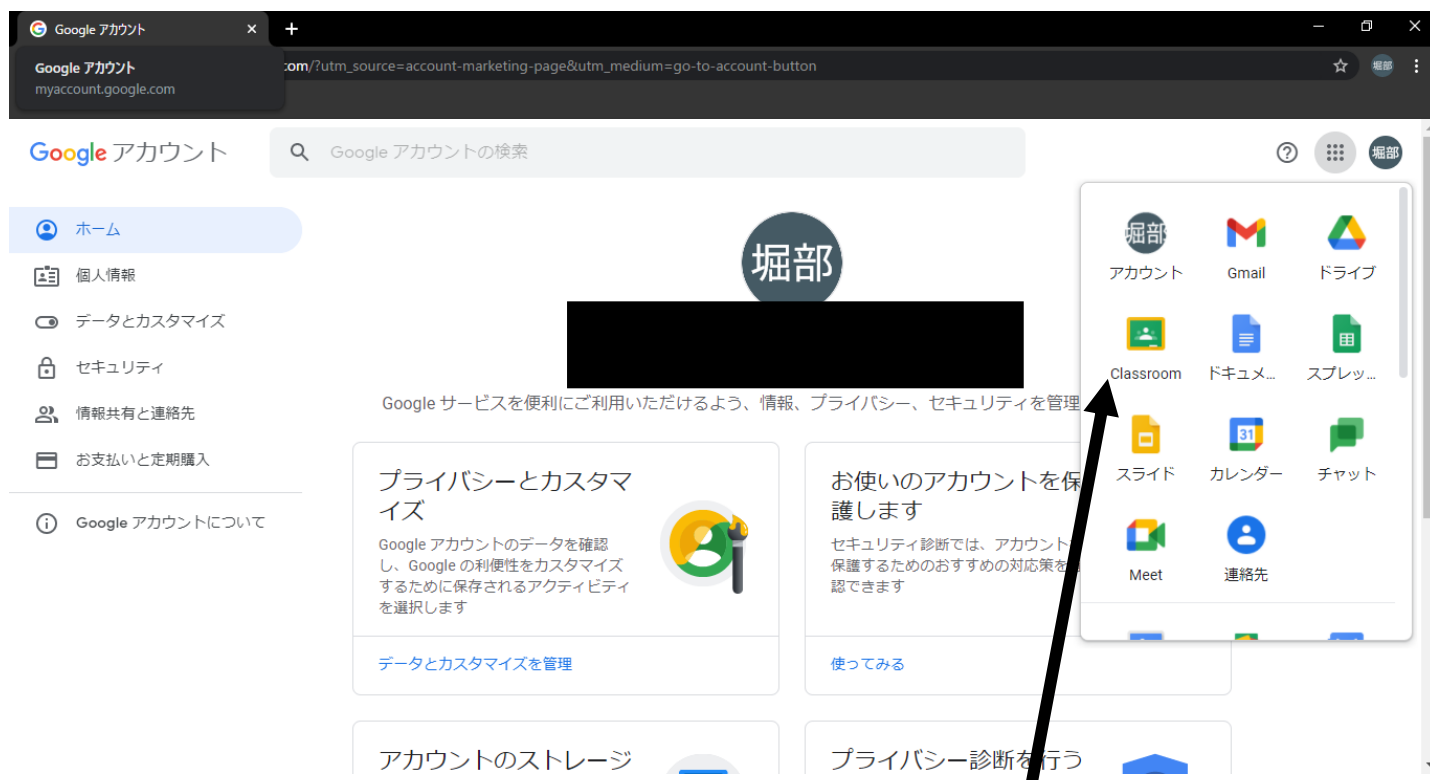 Google アカウント
Google アカウント
myaccount.google.com
com/?utm_source=account-marketing-page&utm_medium=go-to-account-button
堀部
Google アカウント
Google アカウントの検索
堀部
ホーム
個人情報
データとカスタマイズ
セキュリティ
情報共有と連絡先
お支払いと定期購入
Google アカウントについて
堀部
Google サービスを便利にご利用いただけるよう、情報、プライバシー、セキュリティを管理
プライバシーとカスタマ
イズ
Google アカウントのデータを確認
し、Google の利便性をカスタマイズ
するために保存されるアクティビティ
を選択します
データとカスタマイズを管理
お使いのアカウントを保
護します
セキュリティ診断では、アカウント
保護するためのおすすめの対応策を
認できます
使ってみる
アカウントのストレージ
プライバシー診断を行う
堀部
アカウント
Gmail
ドライブ
Classroom
ドキュメ...
スプレッ...
スライド
31
カレンダー
チャット
Meet
連絡先